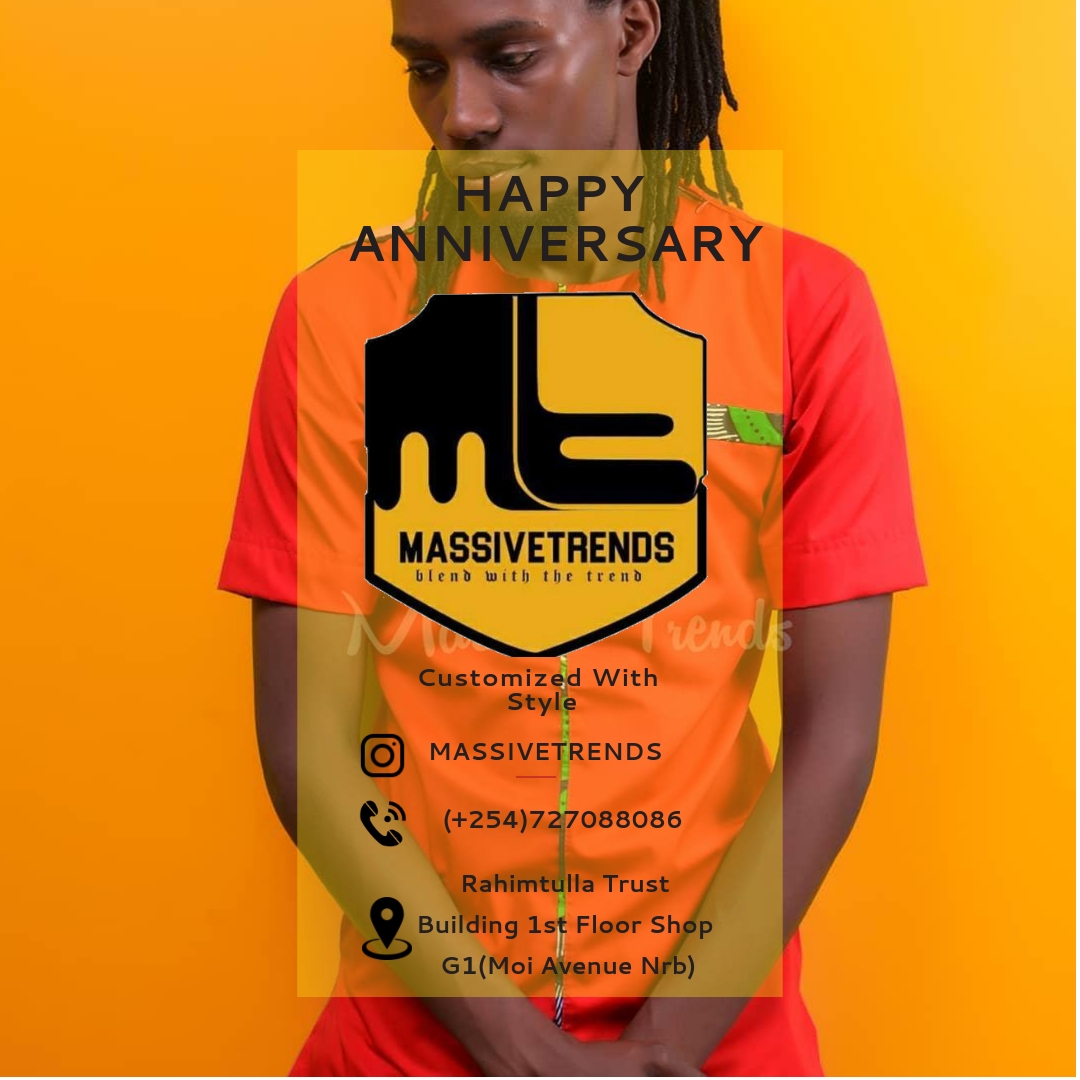 HAPPY
ANNIVERSARY
MASSIVETRENDS
blend with the trend
Trends
Customized With
Style
MASSIVETRENDS
(+254)727088086
Rahimtulla Trust
Building 1st Floor Shop
G1(Moi Avenue Nrb)